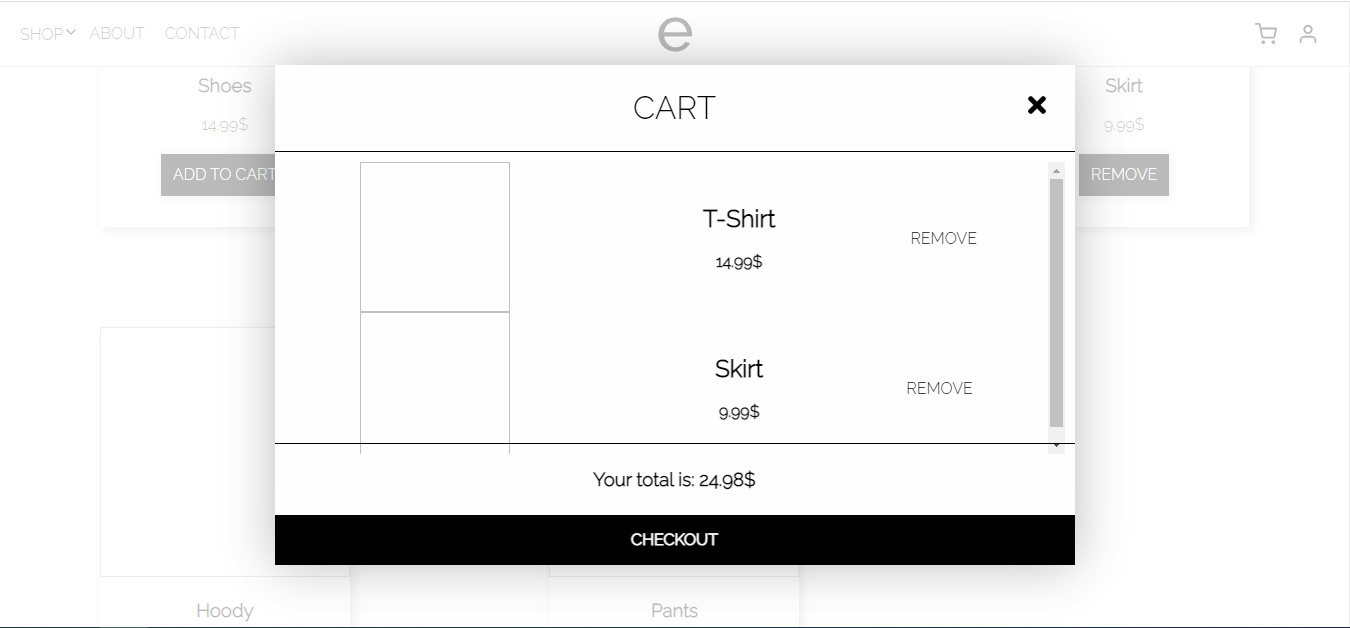 SHOP ABOUT CONTACT
e
Shoes
14.99$
ADD TO CART
Skirt
9.99$
REMOVE
CART
T-Shirt
14.99$
REMOVE
Skirt
9.99$
REMOVE
Your total is: 24.98$
CHECKOUT
Hoody
Pants